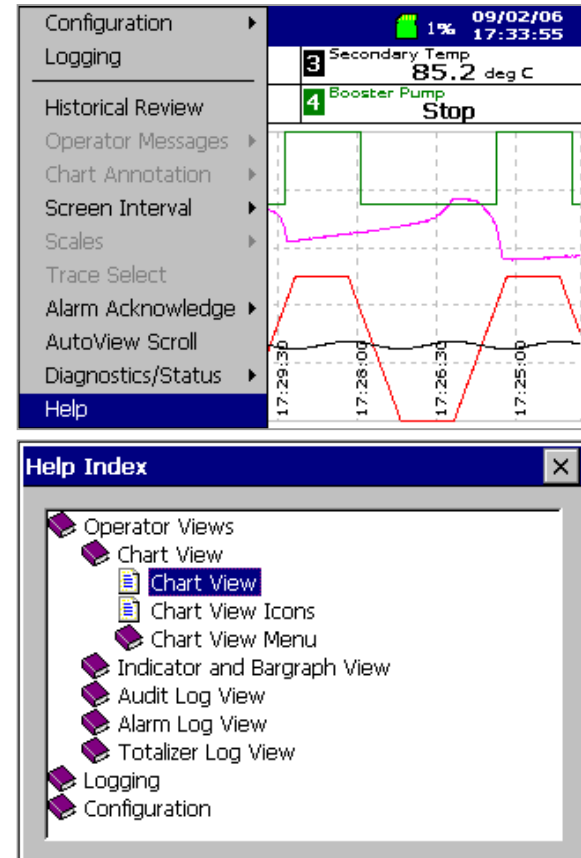 Configuration
1% 09/02/06
17:33:55
Logging
3 Secondary Temp
85.2 deg C
Historical Review
4 Booster Pump
Stop
Operator Messages
Chart Annotation
Screen Interval
Scales
Trace Select
Alarm Acknowledge
AutoView Scroll
Diagnostics/Status
Help
17:29:30
17:28:00
17:26:30
17:25:00
Help Index
Operator Views
Chart View
Chart View
Chart View Icons
Chart View Menu
Indicator and Bargraph View
Audit Log View
Alarm Log View
Totalizer Log View
Logging
Configuration